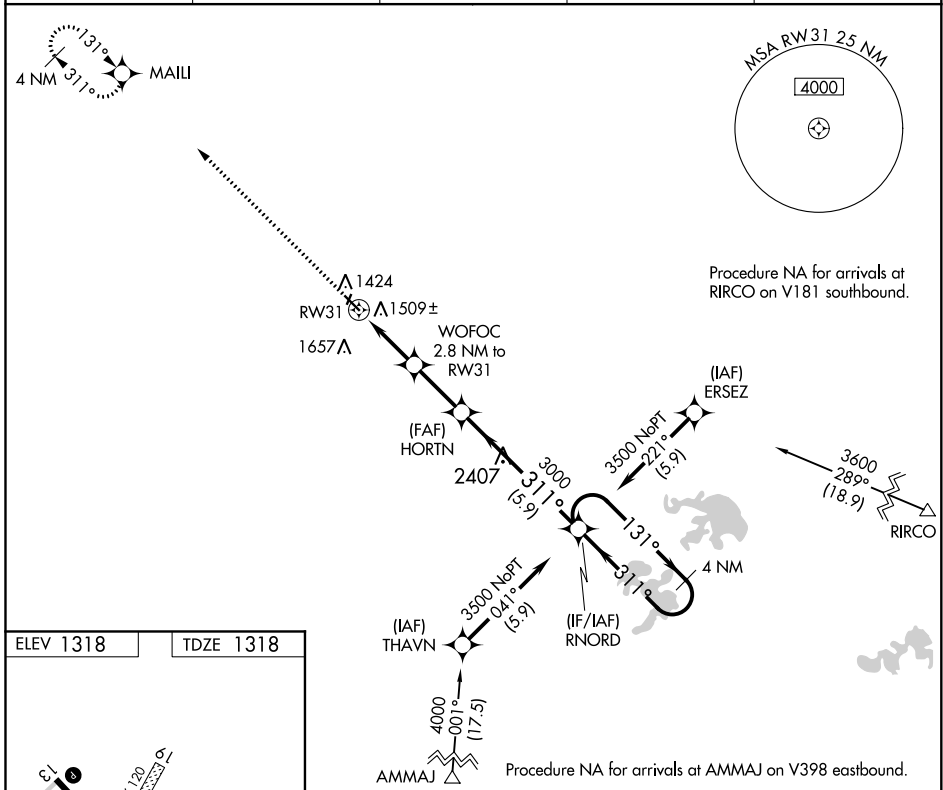 131°
4 NM
311°
MAILI
MSA RW31 25 NM
4000
Procedure NA for arrivals at
RIRCO on V181 southbound.
1424
RW31
1509±
1657
WOFOC
2.8 NM to
RW31
(FAF)
HORTN
2407
3000
311°
(5.9)
(IAF)
ERSEZ
3500 NoPT
221°
(5.9)
3600
289°
(18.9)
RIRCO
131°
311°
4 NM
(IF/IAF)
RNORD
3500 NoPT
041°
(5.9)
(IAF)
THAVN
4000
001°
(17.5)
AMMAJ
Procedure NA for arrivals at AMMAJ on V398 eastbound.
ELEV 1318
TDZE 1318
13
P
120